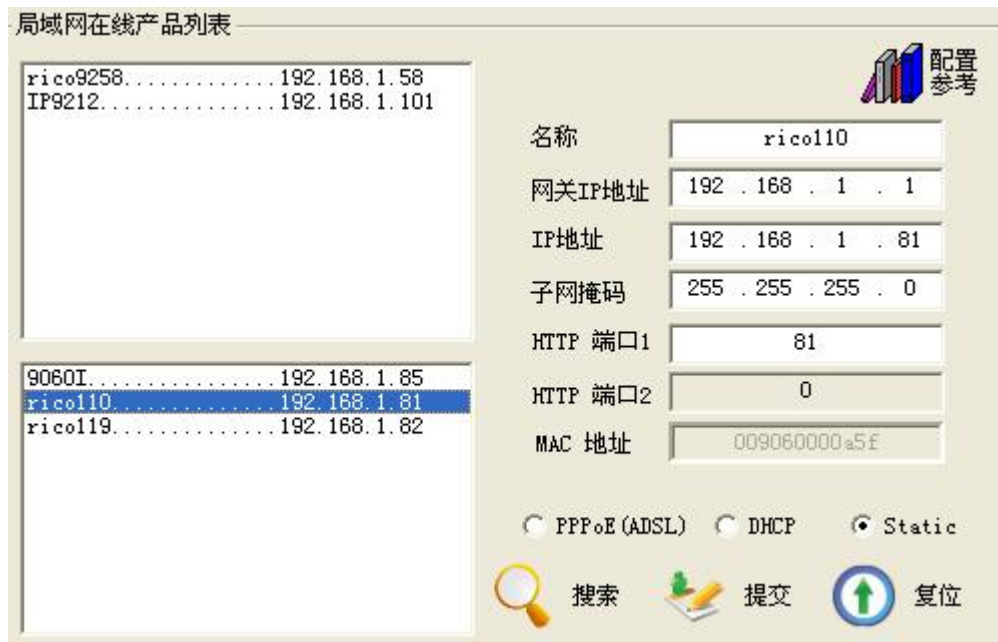 局域网在线产品列表
rico9258.............192.168.1.58
IP9212...............192.168.1.101
9060I................192.168.1.85
rico110..............192.168.1.81
rico119..............192.168.1.82
配置
参考
名称 rico110
网关IP地址 192 . 168 . 1 . 1
IP地址 192 . 168 . 1 . 81
子网掩码 255 . 255 . 255 . 0
HTTP 端口1 81
HTTP 端口2 0
MAC 地址 009060000a5f
PPPoE(ADSL) DHCP Static
搜索 提交 复位